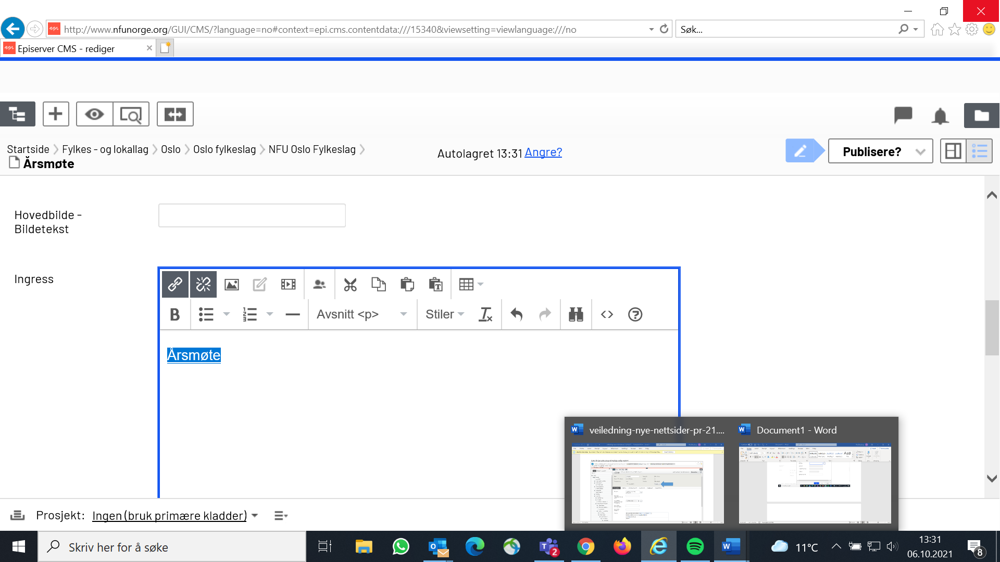 http://www.nfunorge.org/GUI/CMS/?language=no#context=epi.cms.contentdata:///15340&viewsetting=viewlanguage:///no
Søk...
Episerver CMS - rediger
Startside Fylkes - og lokallag Oslo Oslo fylkeslag NFU Oslo Fylkeslag
Årsmøte
Autolagret 13:31 Angre?
Publisere?
Hovedbilde -
Bildetekst
Ingress
B
Avsnitt <p>
Stiler
Årsmøte
veiledning-nye-nettsider-pr-21....
Document1 - Word
Prosjekt: Ingen (bruk primære kladder)
Skriv her for å søke
2
11°C
13:31
06.10.2021
8